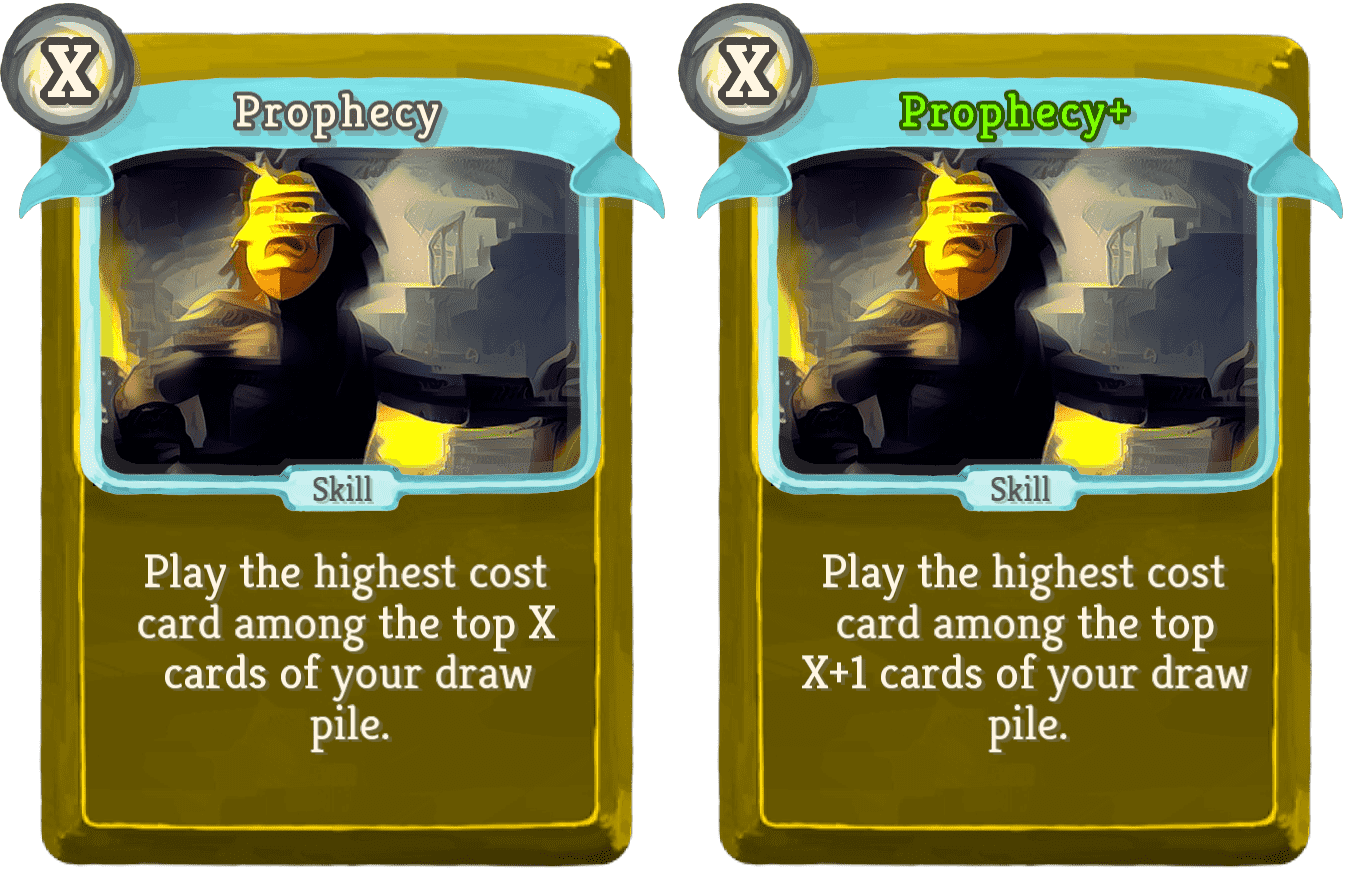 X
Prophecy
Skill
Play the highest cost
card among the top X
cards of your draw
pile.
X
Prophecy+
Skill
Play the highest cost
card among the top
X+1 cards of your draw
pile.